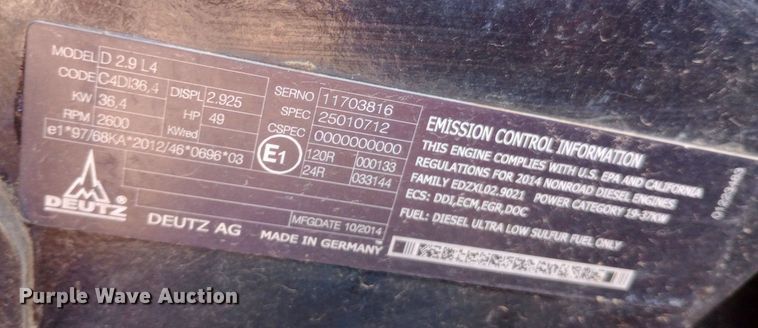 MODEL D 2.9 L4
CODE C4DI36,4 DISPL 2.925
KW 36,4 HP 49
RPM 2600 KWred
e1*97/68KA*2012/46*0696*03
SERNO 11703816
SPEC 25010712
CSPEC 0000000000
E1 120R 000133
24R 033144
DEUTZ
DEUTZ AG
MFGDATE 10/2014
MADE IN GERMANY
EMISSION CONTROL INFORMATION
THIS ENGINE COMPLIES WITH U.S. EPA AND CALIFORNIA
REGULATIONS FOR 2014 NONROAD DIESEL ENGINES
FAMILY EDZXL02.9021 POWER CATEGORY 19-37KW
ECS: DDI,ECM,EGR,DOC
FUEL: DIESEL ULTRA LOW SULFUR FUEL ONLY
Purple Wave Auction